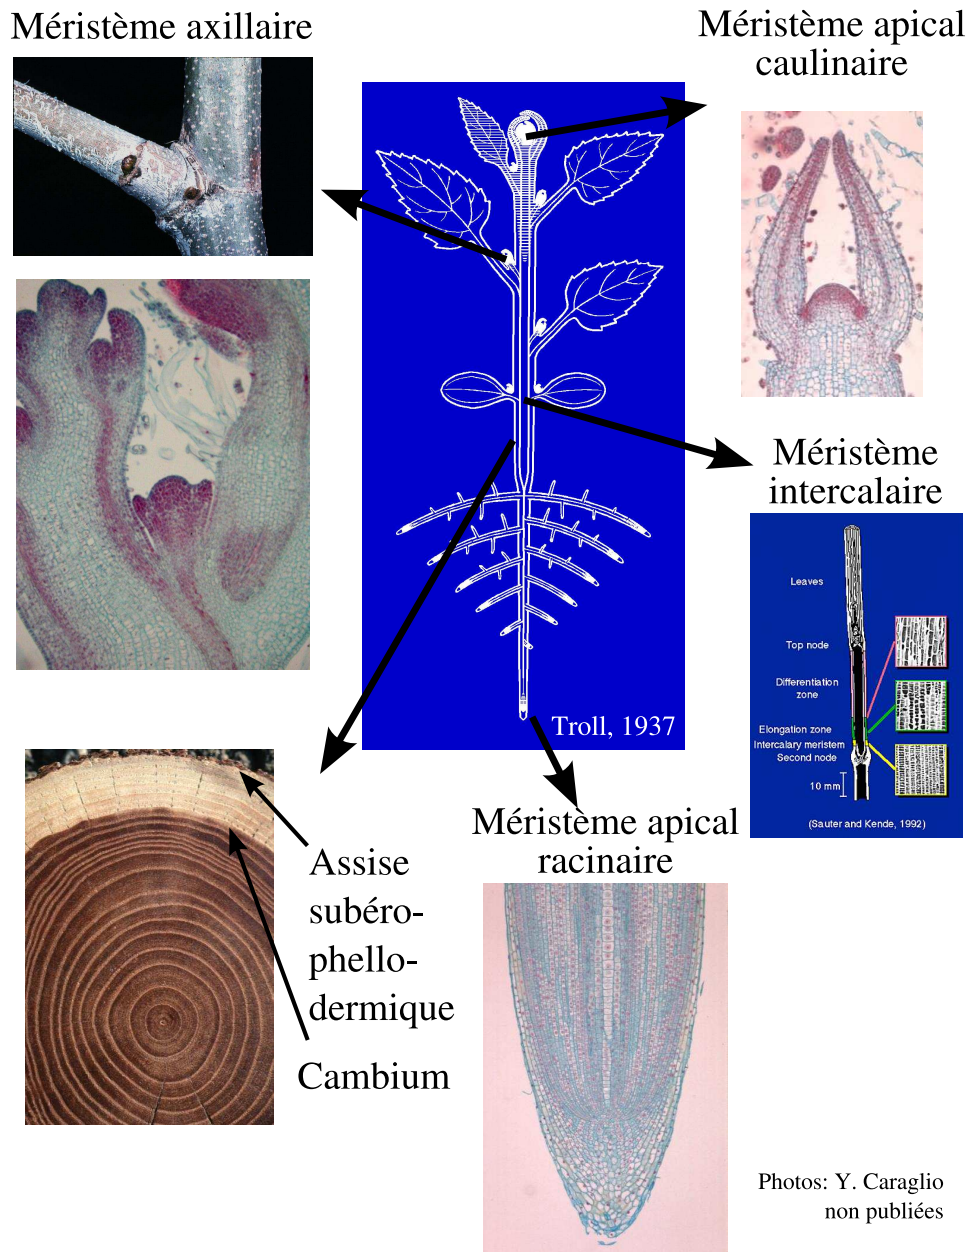 Méristème axillaire
Méristème apical
caulinaire
Méristème
intercalaire
Leaves
Top node
Differentiation
zone
Elongation zone
Intercalary meristem
Second node
10 mm
(Sauter and Kende, 1992)
Troll, 1937
Méristème apical
racinaire
Assise
subéro-
phello-
dermique
Cambium
Photos: Y. Caraglio
non publiées